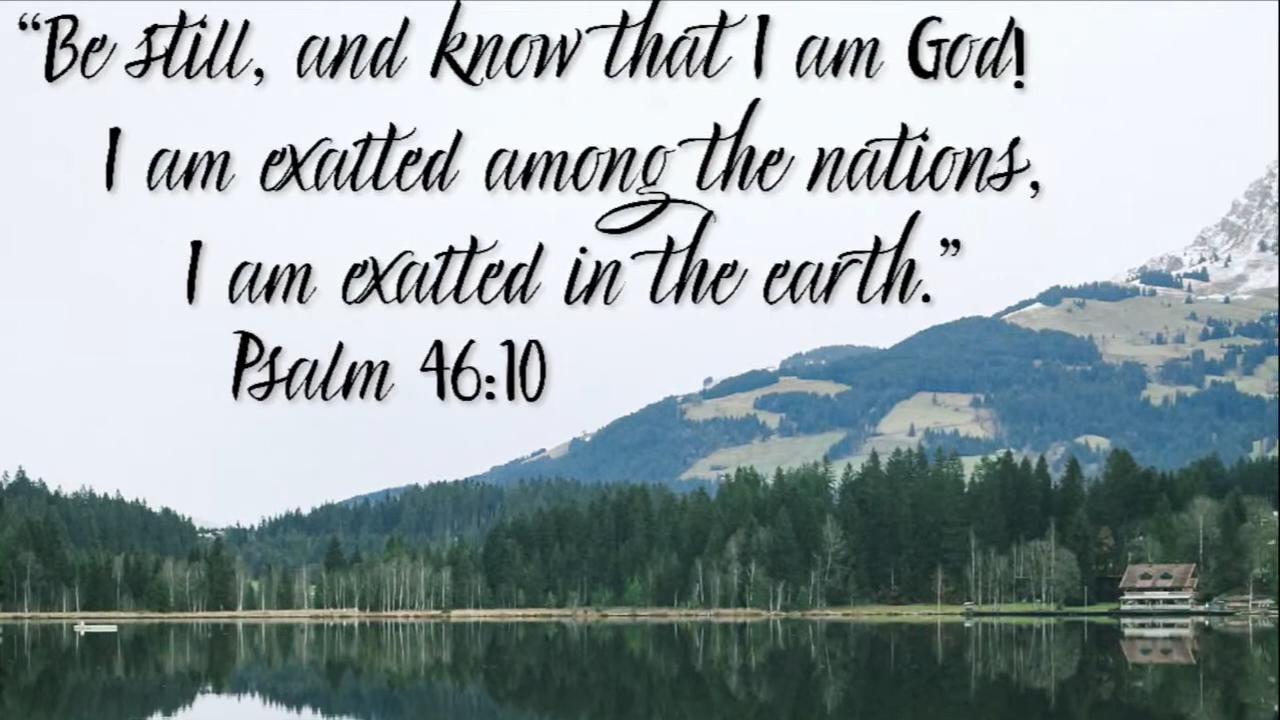 “Be still, and know that I am God!
I am exalted among the nations,
I am exalted in the earth.”
Psalm 46:10